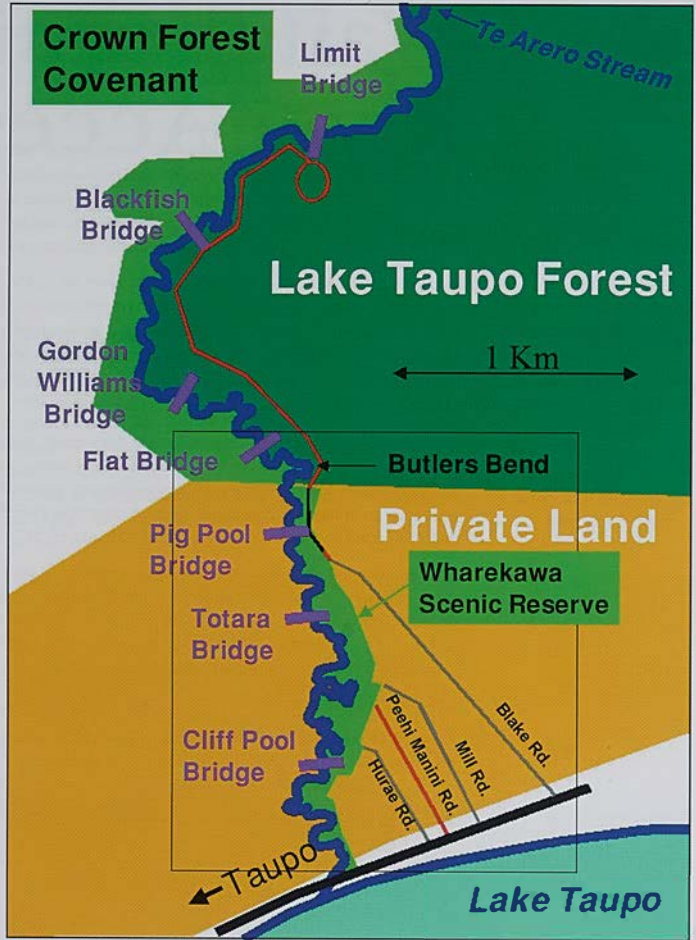 Crown Forest
Covenant
Limit
Bridge
Te Arero Stream
Blackfish
Bridge
Lake Taupo Forest
1 Km
Gordon
Williams
Bridge
Flat Bridge
Butlers Bend
Private Land
Pig Pool
Bridge
Wharekawa
Scenic Reserve
Totara
Bridge
Cliff Pool
Bridge
Hurae Rd.
Peehi Manini Rd.
Mill Rd.
Blake Rd.
Taupo
Lake Taupo